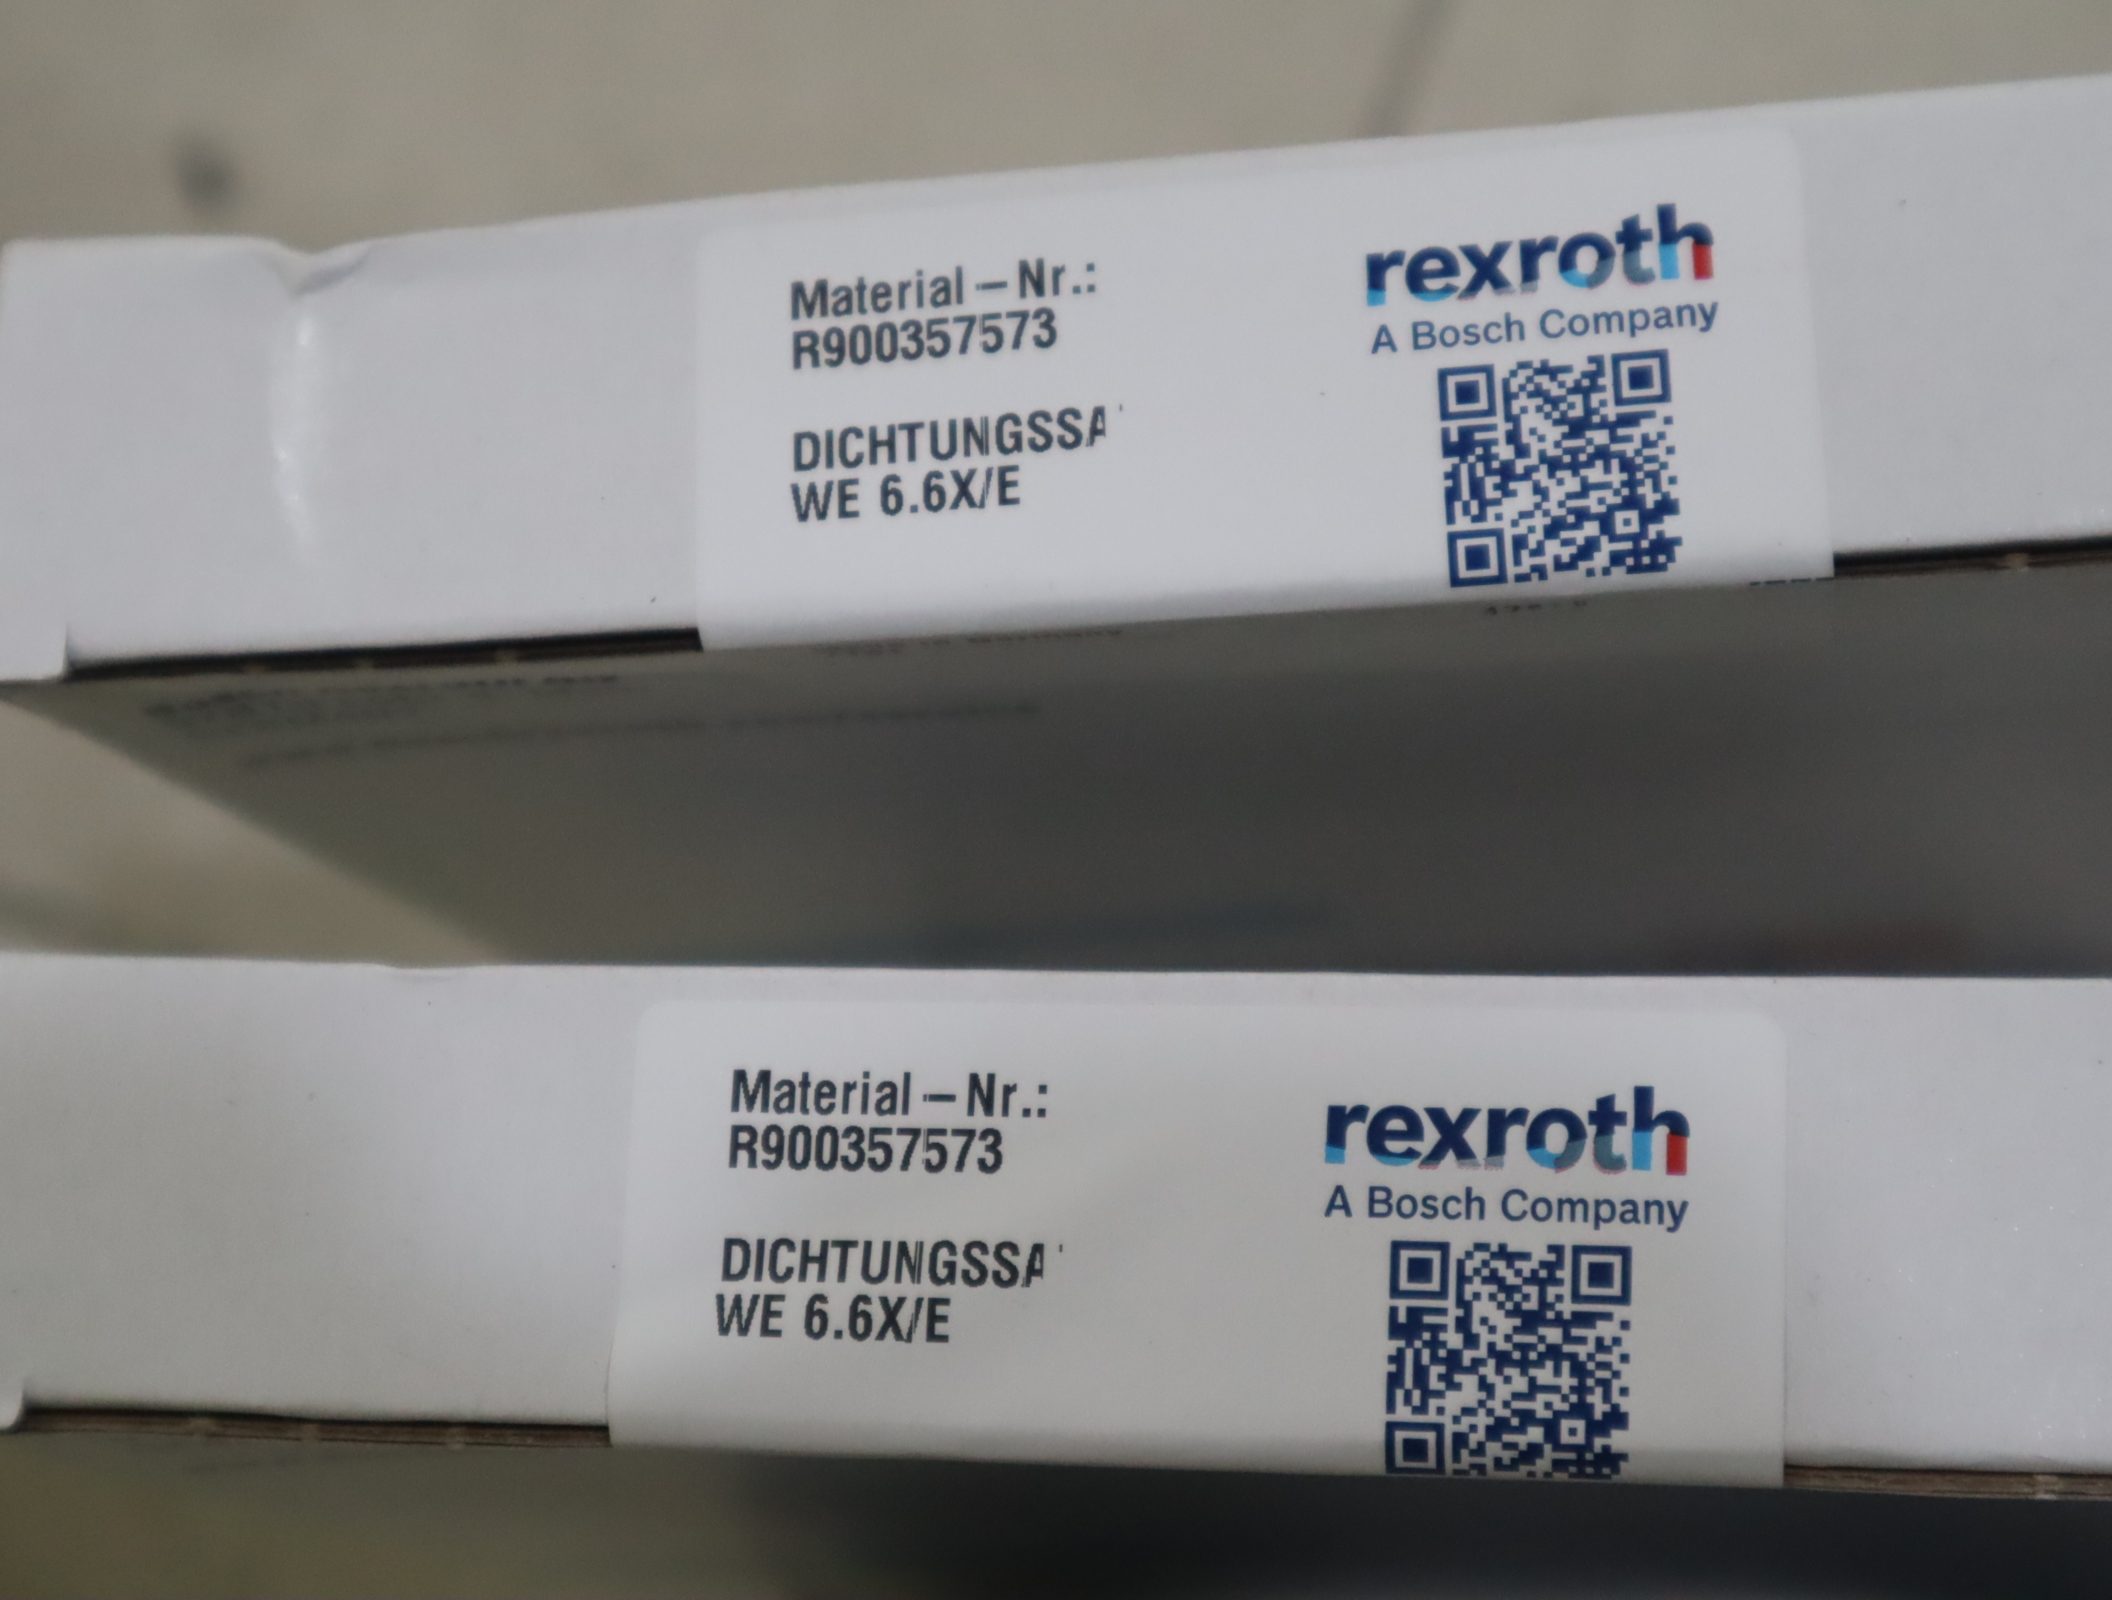 Material – Nr.:
R900357573
DICHTUNGSSA
WE 6.6X/E
rexroth
A Bosch Company
Material – Nr.:
R900357573
DICHTUNGSSA
WE 6.6X/E
rexroth
A Bosch Company